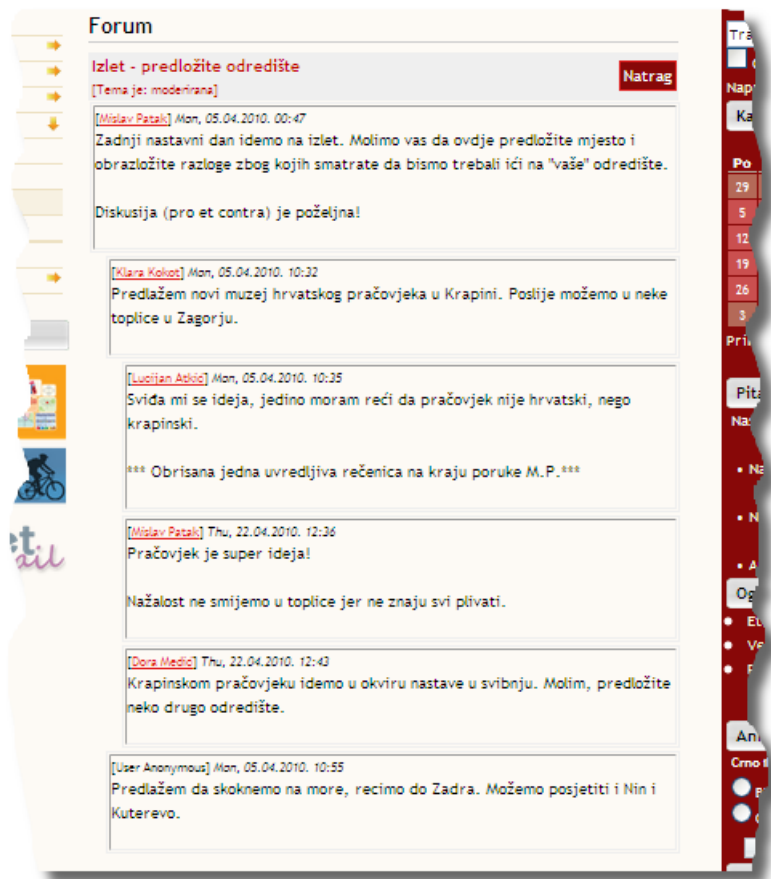 Forum
Izlet - predložite odredište
Natrag
[Tema je: moderirana]
[Mislav Patak] Mon, 05.04.2010. 00:47
Zadnji nastavni dan idemo na izlet. Molimo vas da ovdje predložite mjesto i
obrazložite razloge zbog kojih smatrate da bismo trebali ići na "vaše" odredište.
Diskusija (pro et contra) je poželjna!
[Klara Kokot] Mon, 05.04.2010. 10:32
Predlažem novi muzej hrvatskog pračovjeka u Krapini. Poslije možemo u neke
toplice u Zagorju.
[Lucijan Atkić] Mon, 05.04.2010. 10:35
Sviđa mi se ideja, jedino moram reći da pračovjek nije hrvatski, nego
krapinski.
*** Obrisana jedna uvredljiva rečenica na kraju poruke M.P.***
[Mislav Patak] Thu, 22.04.2010. 12:36
Pračovjek je super ideja!
Nažalost ne smijemo u toplice jer ne znaju svi plivati.
[Dora Medić] Thu, 22.04.2010. 12:43
Krapinskom pračovjeku idemo u okviru nastave u svibnju. Molim, predložite
neko drugo odredište.
[User Anonymous] Mon, 05.04.2010. 10:55
Predlažem da skoknemo na more, recimo do Zadra. Možemo posjetiti i Nin i
Kuterevo.
Po
29
5
12
19
26
3